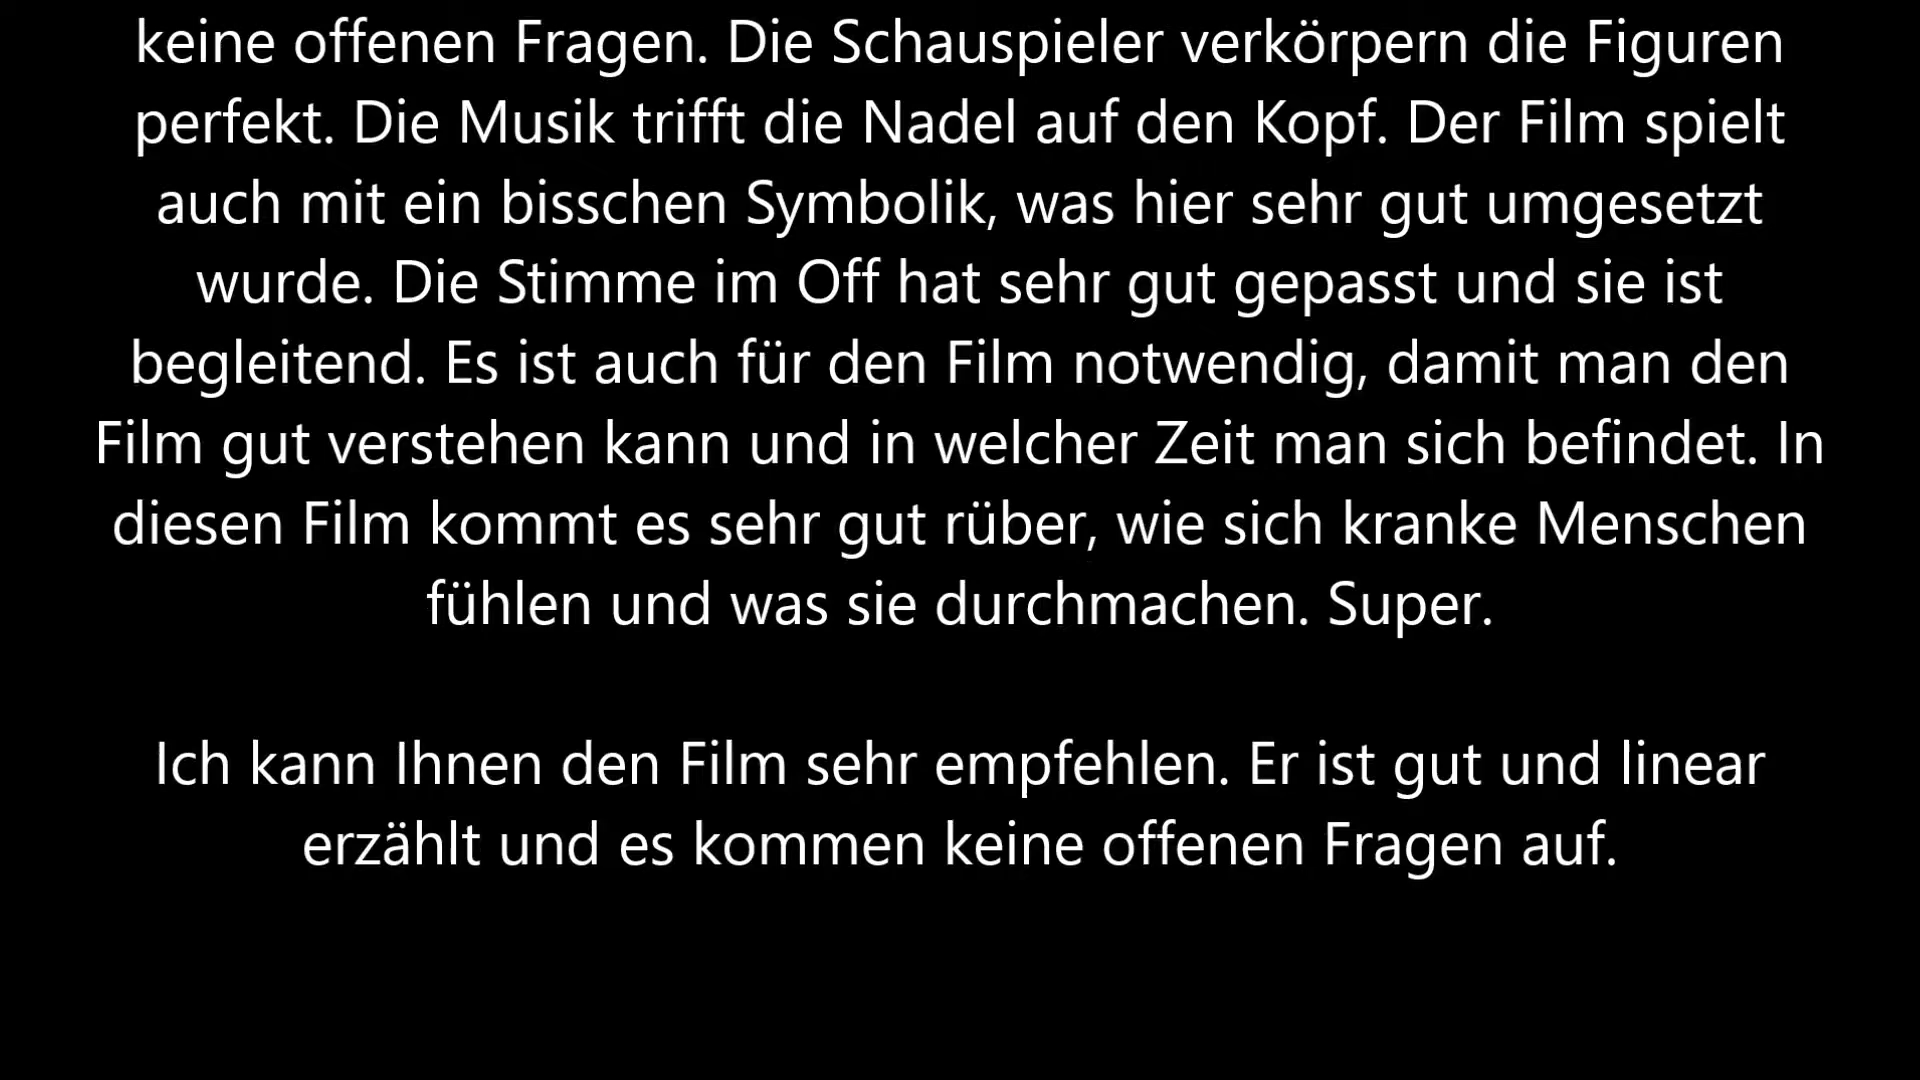 keine offenen Fragen. Die Schauspieler verkörpern die Figuren
perfekt. Die Musik trifft die Nadel auf den Kopf. Der Film spielt
auch mit ein bisschen Symbolik, was hier sehr gut umgesetzt
wurde. Die Stimme im Off hat sehr gut gepasst und sie ist
begleitend. Es ist auch für den Film notwendig, damit man den
Film gut verstehen kann und in welcher Zeit man sich befindet. In
diesen Film kommt es sehr gut rüber, wie sich kranke Menschen
fühlen und was sie durchmachen. Super.
Ich kann Ihnen den Film sehr empfehlen. Er ist gut und linear
erzählt und es kommen keine offenen Fragen auf.